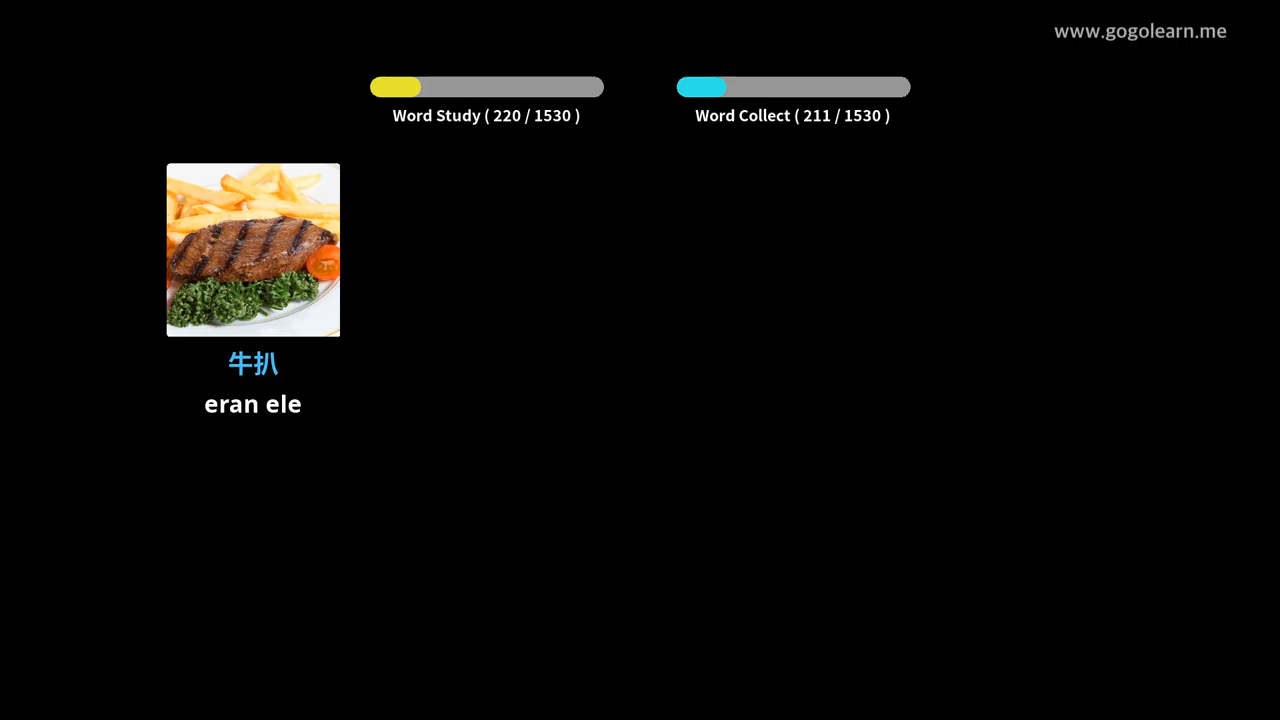 www.gogolearn.me
Word Study ( 220 / 1530 )
Word Collect ( 211 / 1530 )
牛扒
eran ele